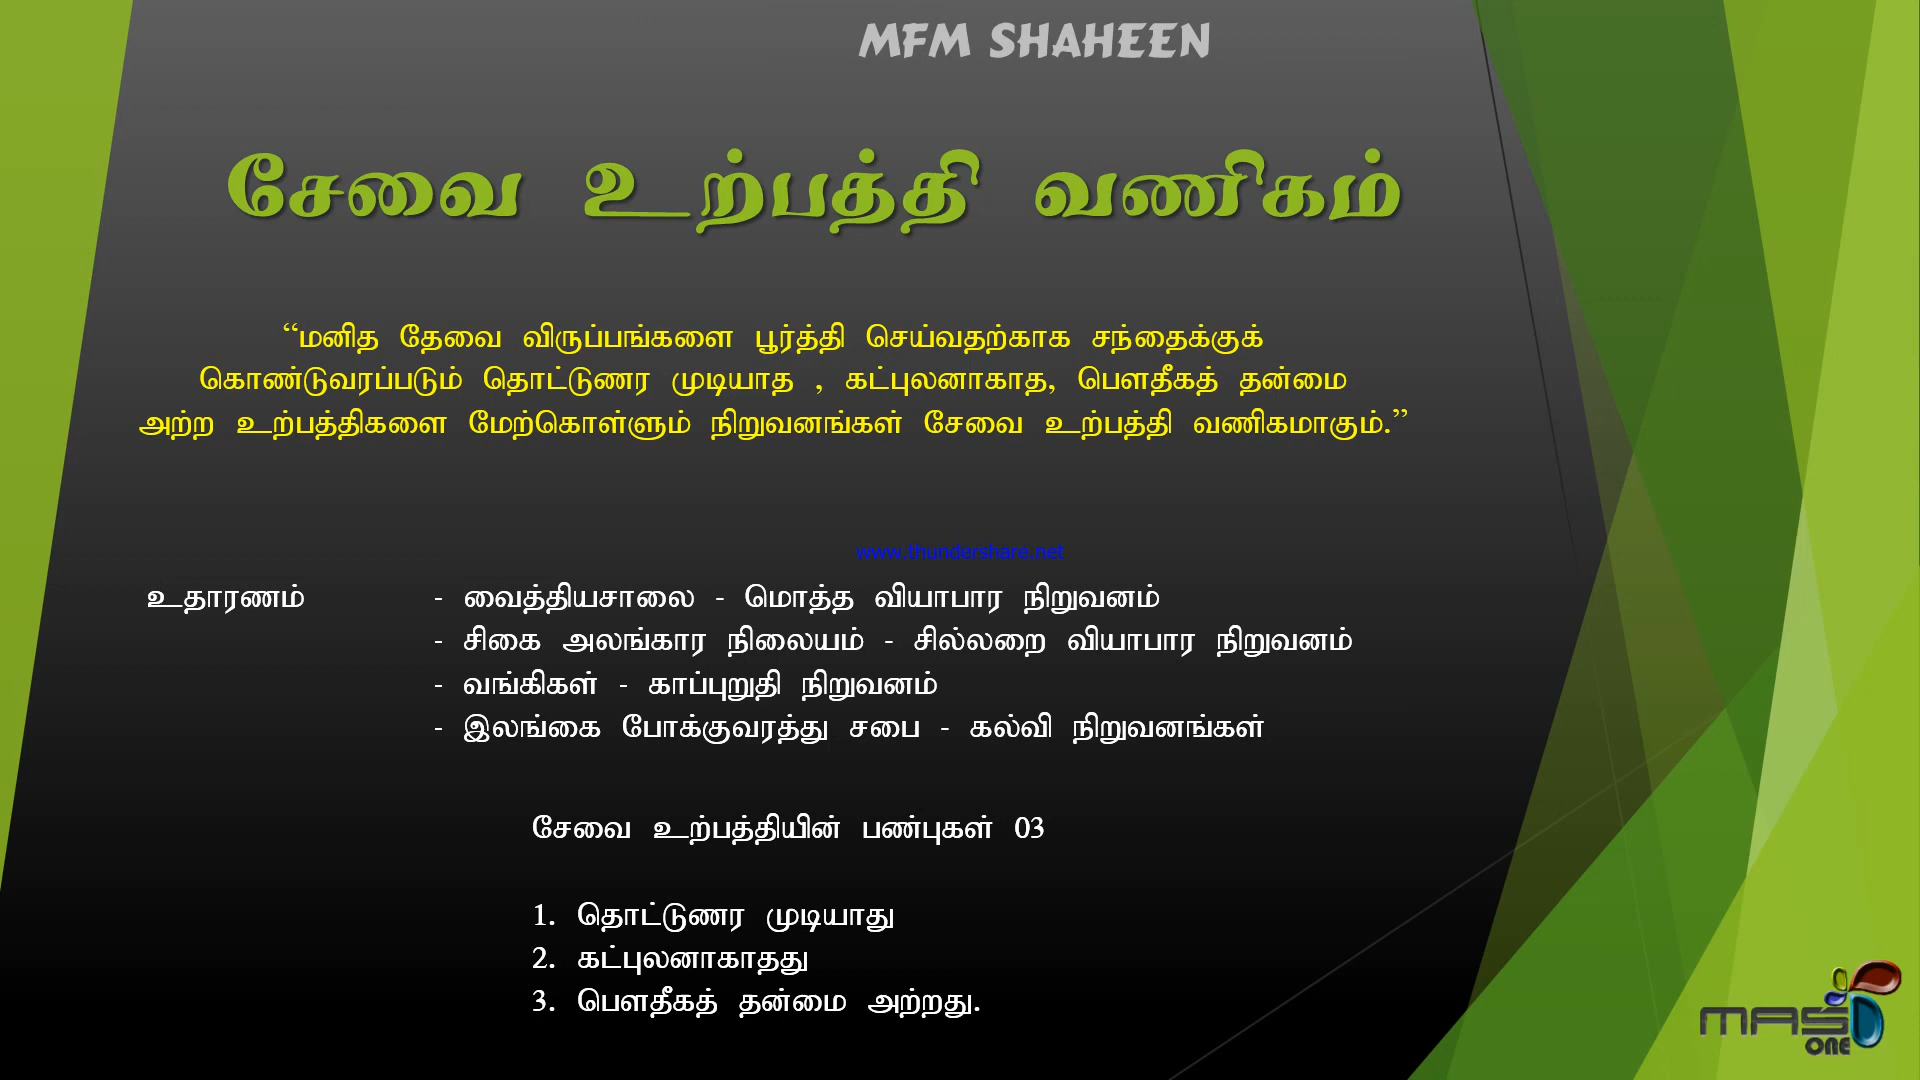 MFM SHAHEEN
சேவை உற்பத்தி வணிகம்
“மனித தேவை விருப்பங்களை பூர்த்தி செய்வதற்காக சந்தைக்குக்
கொண்டுவரப்படும் தொட்டுணர முடியாத , கட்புலனாகாத, பௌதீகத் தன்மை
அற்ற உற்பத்திகளை மேற்கொள்ளும் நிறுவனங்கள் சேவை உற்பத்தி வணிகமாகும்.”
www.thundershare.net
உதாரணம் - வைத்தியசாலை - மொத்த வியாபார நிறுவனம்
- சிகை அலங்கார நிலையம் - சில்லறை வியாபார நிறுவனம்
- வங்கிகள் - காப்புறுதி நிறுவனம்
- இலங்கை போக்குவரத்து சபை - கல்வி நிறுவனங்கள்
சேவை உற்பத்தியின் பண்புகள் 03
1. தொட்டுணர முடியாது
2. கட்புலனாகாதது
3. பௌதீகத் தன்மை அற்றது.
MAS
ONE